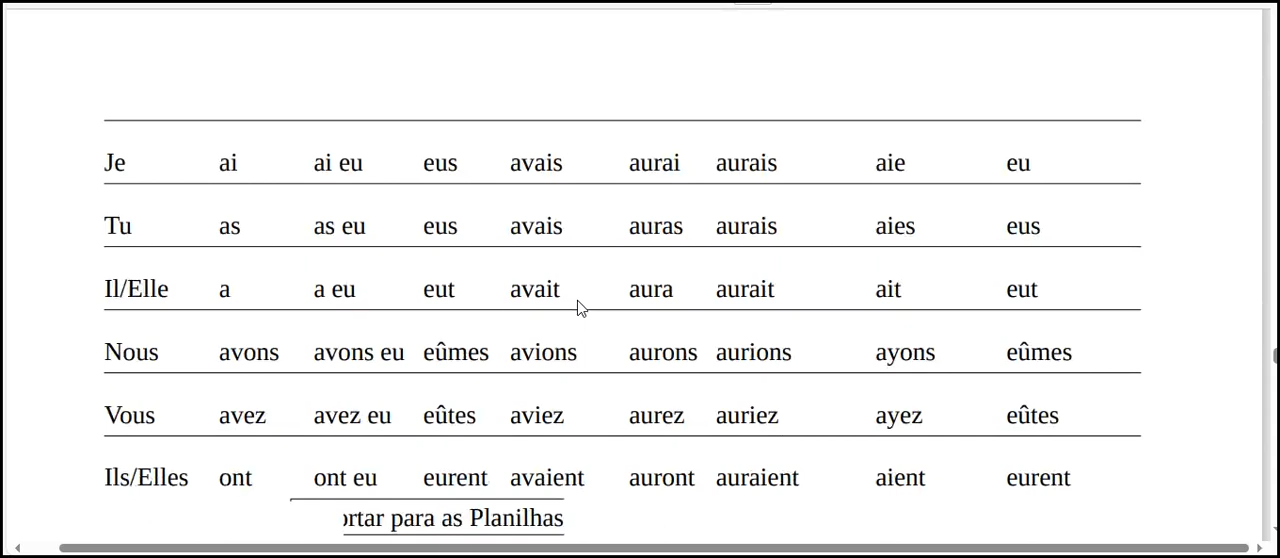 Je ai ai eu eus avais aurai aurais aie eu
Tu as as eu eus avais auras aurais aies eus
Il/Elle a a eu eut avait aura aurait ait eut
Nous avons avons eu eûmes avions aurons aurions ayons eûmes
Vous avez avez eu eûtes aviez aurez auriez ayez eûtes
Ils/Elles ont ont eu eurent avaient auront auraient aient eurent
rtar para as Planilhas